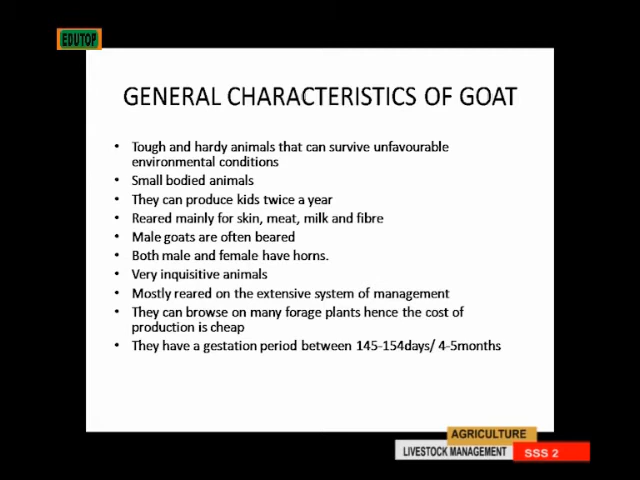 EDUTOP
GENERAL CHARACTERISTICS OF GOAT
• Tough and hardy animals that can survive unfavourable
environmental conditions
• Small bodied animals
• They can produce kids twice a year
• Reared mainly for skin, meat, milk and fibre
• Male goats are often bearded
• Both male and female have horns.
• Very inquisitive animals
• Mostly reared on the extensive system of management
• They can browse on many forage plants hence the cost of
production is cheap
• They have a gestation period between 145-154days/ 4-5months
AGRICULTURE
LIVESTOCK MANAGEMENT SSS 2